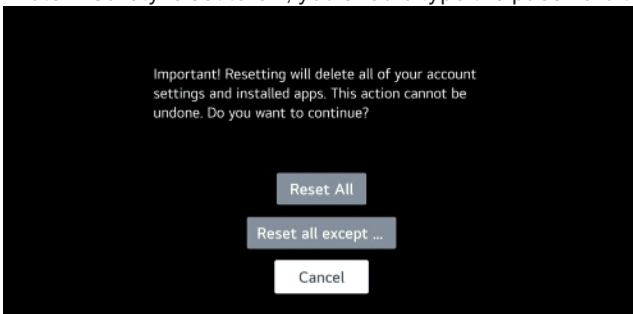 Important! Resetting will delete all of your account
settings and installed apps. This action cannot be
undone. Do you want to continue?
Reset All
Reset all except ...
Cancel